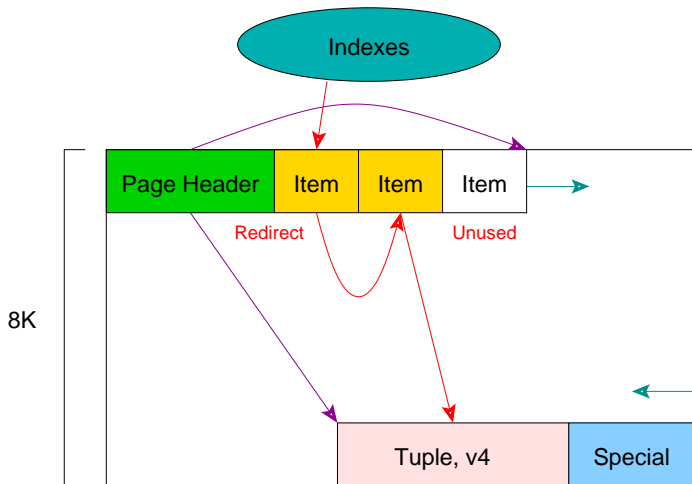 Indexes
Page Header Item Item Item
Redirect Unused
8K
Tuple, v4 Special